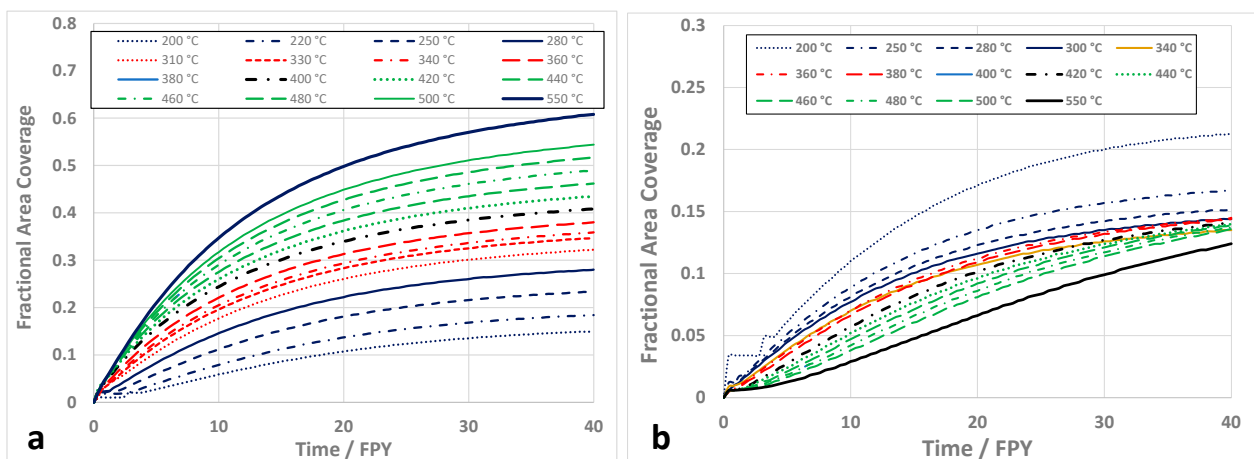 0.8
0.7
0.6
0.5
0.4
0.3
0.2
0.1
0
Fractional Area Coverage
200 °C 220 °C 250 °C 280 °C
310 °C 330 °C 340 °C 360 °C
380 °C 400 °C 420 °C 440 °C
460 °C 480 °C 500 °C 550 °C
0 10 20 30 40
Time / FPY
a
0.3
0.25
0.2
0.15
0.1
0.05
0
Fractional Area Coverage
200 °C 250 °C 280 °C 300 °C 340 °C
360 °C 380 °C 400 °C 420 °C 440 °C
460 °C 480 °C 500 °C 550 °C
0 10 20 30 40
Time / FPY
b